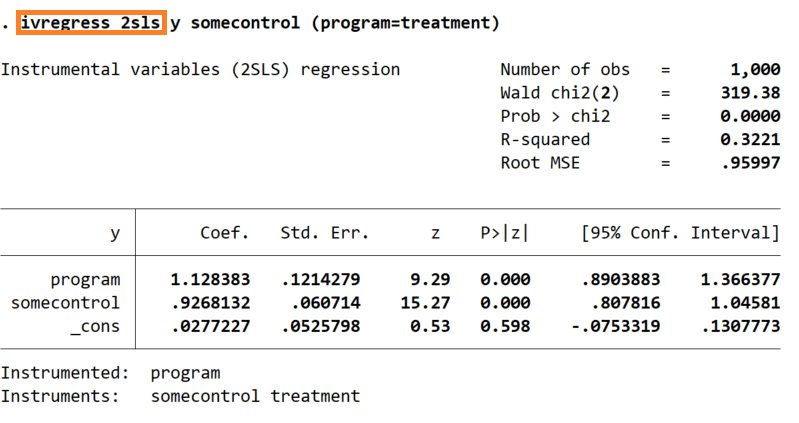 . ivregress 2sls y somecontrol (program=treatment)
Instrumental variables (2SLS) regression Number of obs = 1,000
Wald chi2(2) = 319.38
Prob > chi2 = 0.0000
R-squared = 0.3221
Root MSE = .95997
y Coef. Std. Err. z P>|z| [95% Conf. Interval]
program 1.128383 .1214279 9.29 0.000 .8903883 1.366377
somecontrol .9268132 .060714 15.27 0.000 .807816 1.04581
_cons .0277227 .0525798 0.53 0.598 -.0753319 .1307773
Instrumented: program
Instruments: somecontrol treatment